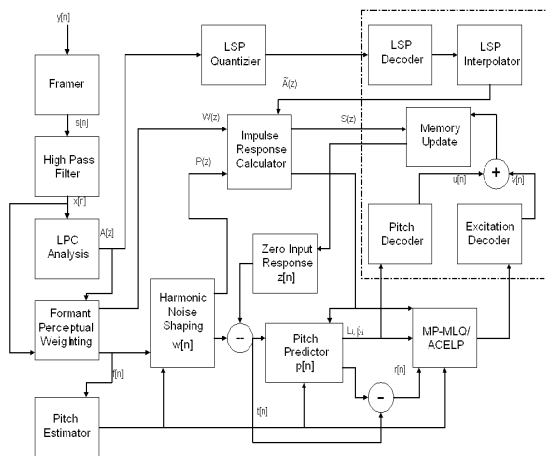 y[n]
Framer
s[n]
High Pass
Filter
x[n]
LPC
Analysis
A[z]
Formant
Perceptual
Weighting
f[n]
Pitch
Estimator
LSP
Quantizier
LSP
Decoder
LSP
Interpolator
Ã(z)
W(z)
P(z)
Impulse
Response
Calculator
S(z)
Memory
Update
+
u[n]
v[n]
Pitch
Decoder
Excitation
Decoder
Zero Input
Response
z[n]
Harmonic
Noise
Shaping
w[n]
--
Pitch
Predictor
p[n]
MP-MLQ/
ACELP
-
r[n]
t[n]